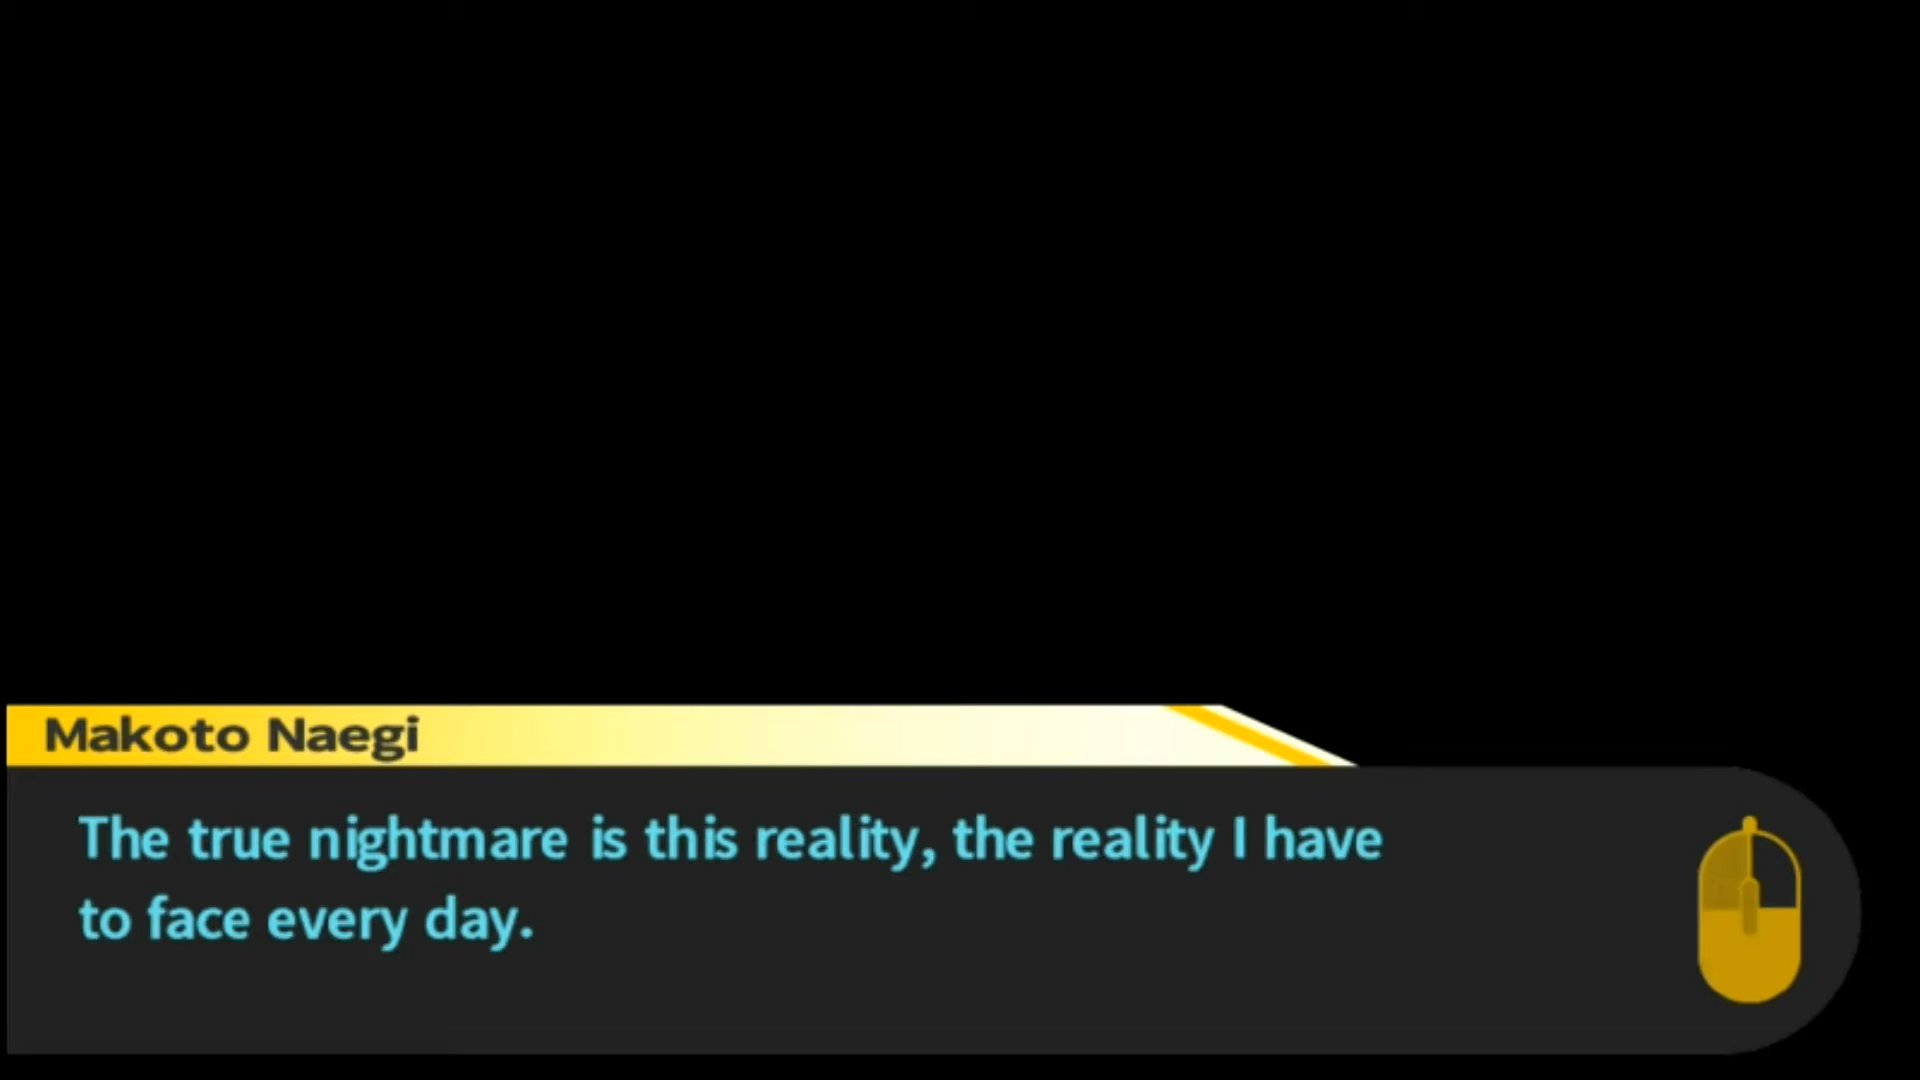 Makoto Naegi
The true nightmare is this reality, the reality I have
to face every day.